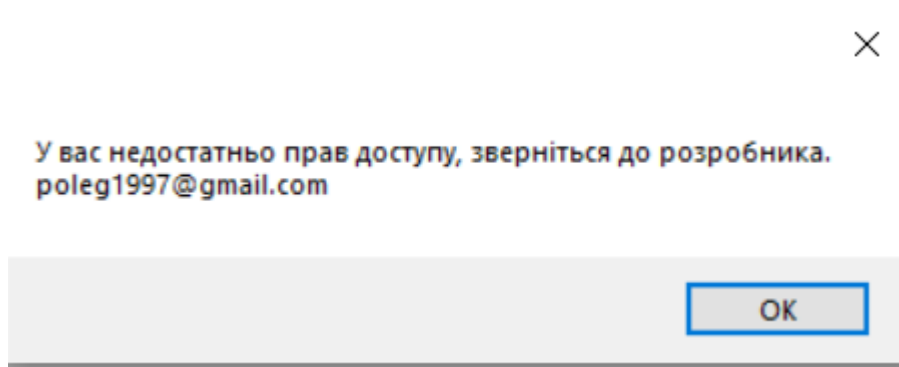 У вас недостатньо прав доступу, зверніться до розробника.
poleg1997@gmail.com
OK